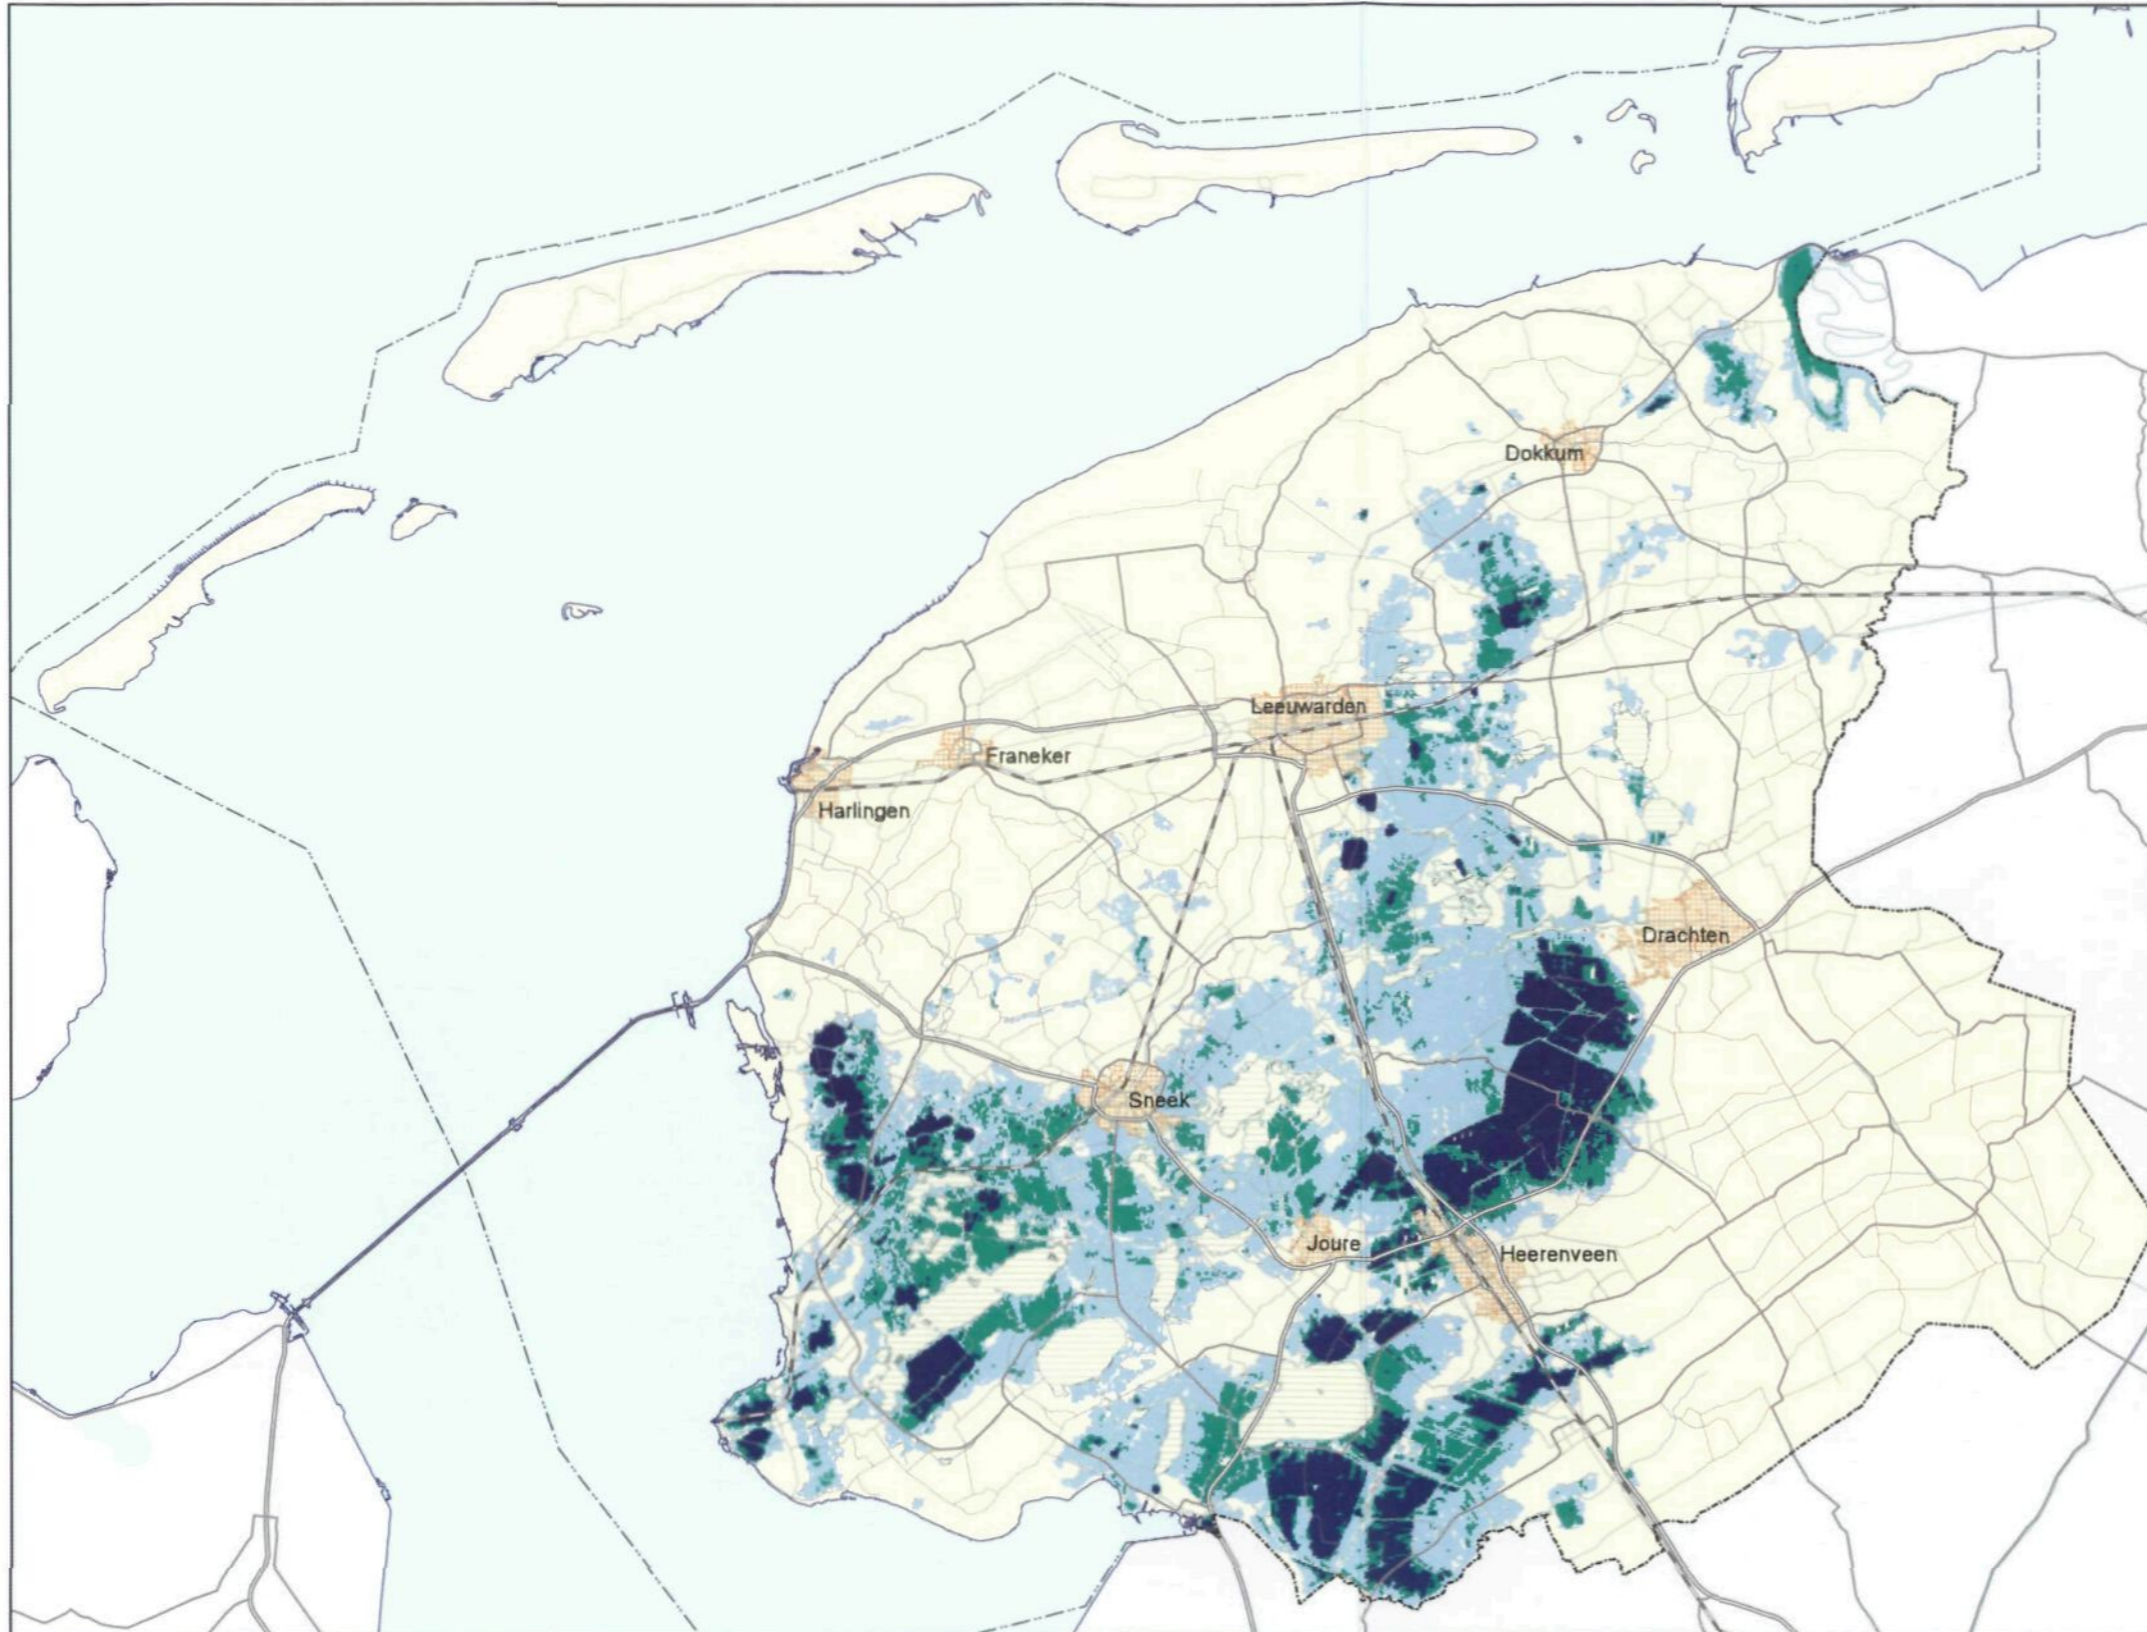 Dokkum
Leeuwarden
Franeker
Harlingen
Drachten
Sneek
Joure
Heerenveen